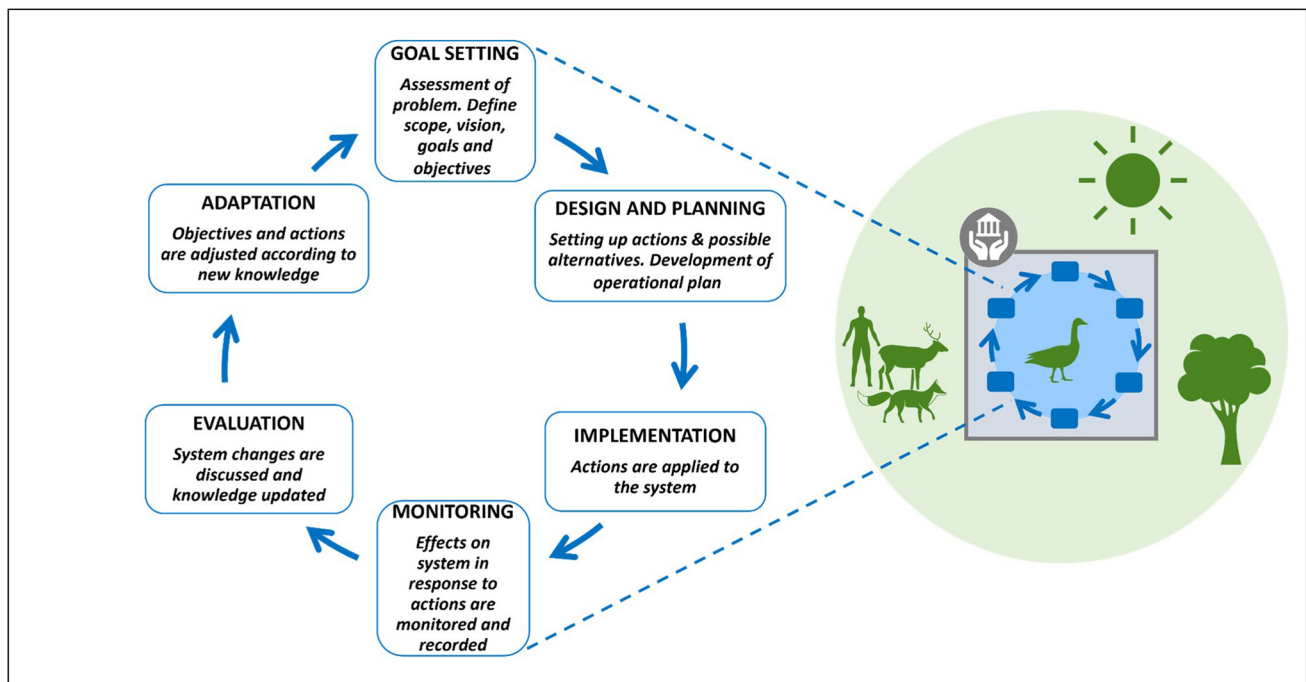 GOAL SETTING
Assessment of
problem. Define
scope, vision,
goals and
objectives
DESIGN AND PLANNING
Setting up actions & possible
alternatives. Development of
operational plan
IMPLEMENTATION
Actions are applied to
the system
MONITORING
Effects on
system in
response to
actions are
monitored and
recorded
EVALUATION
System changes are
discussed and
knowledge updated
ADAPTATION
Objectives and actions
are adjusted according to
new knowledge